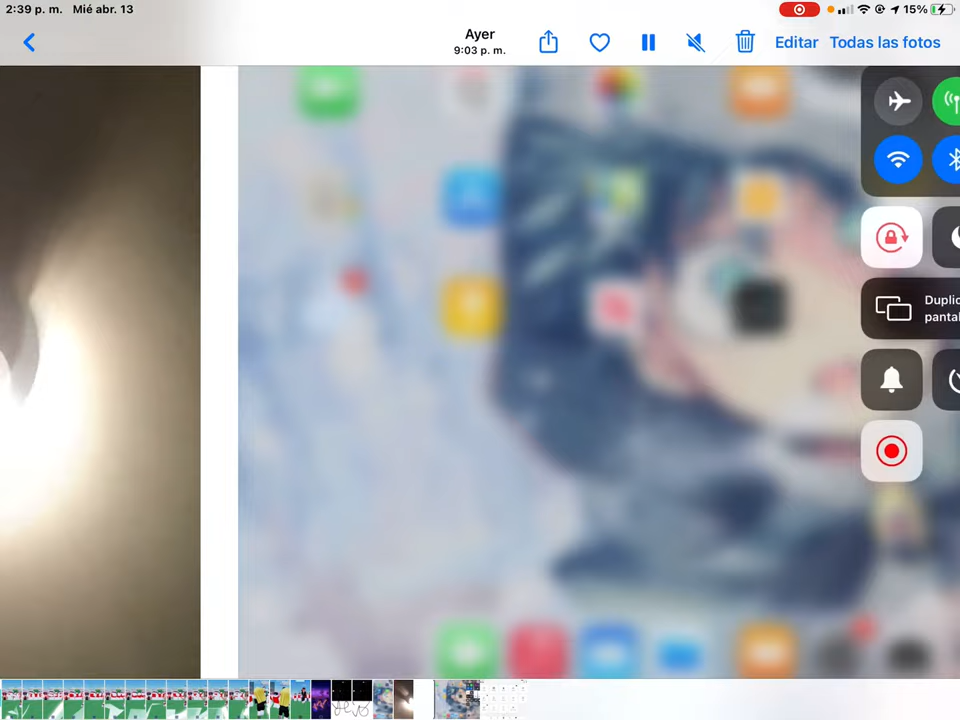 2:39 p. m. Mié abr. 13
15%
Ayer
9:03 p. m.
Editar
Todas las fotos
Duplic
pantal